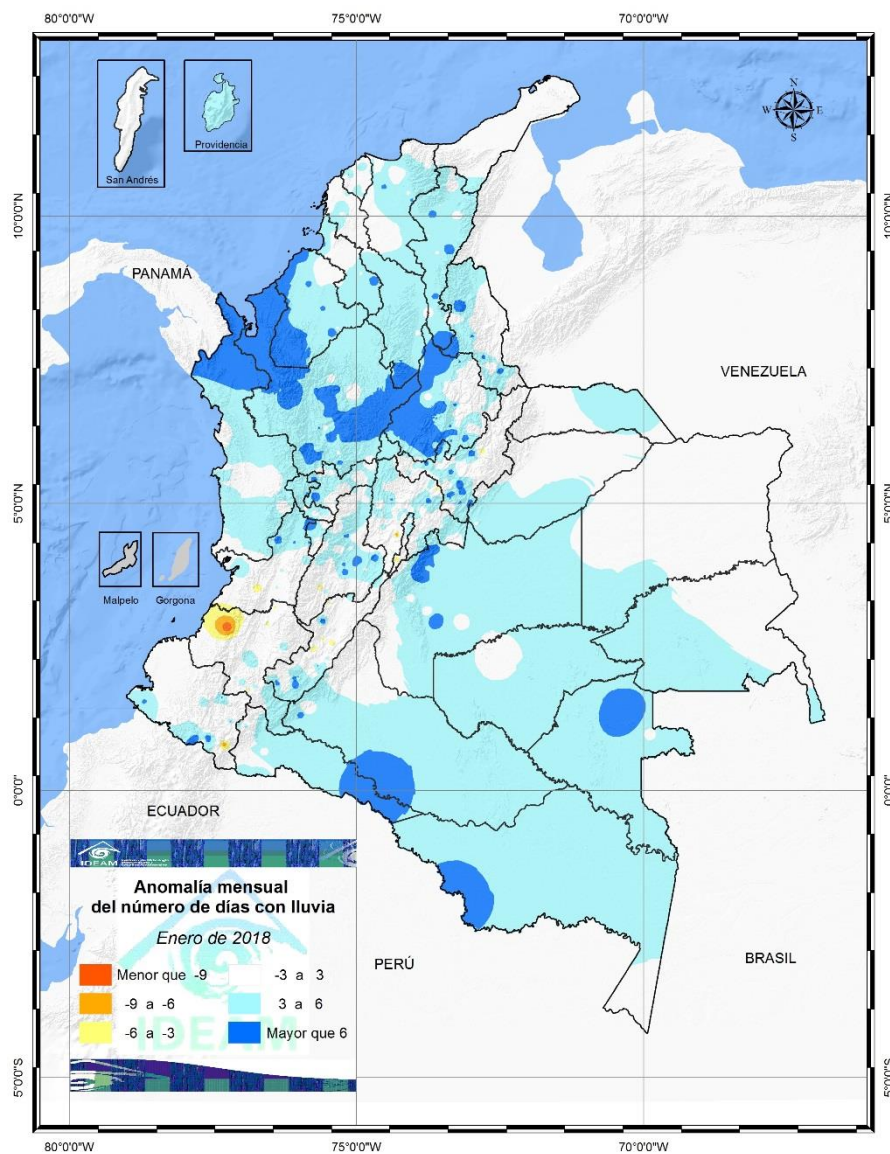 80°0'0"W 75°0'0"W 70°0'0"W
San Andrés
Providencia
N
W E
S
10°0'0"N 10°0'0"N
PANAMÁ
VENEZUELA
5°0'0"N 5°0'0"N
Malpelo Gorgona
0°0'0" 0°0'0"
ECUADOR
IDEAM
Anomalía mensual
del número de días con lluvia
Enero de 2018
Menor que -9 -3 a 3
-9 a -6 3 a 6
-6 a -3 Mayor que 6
IDEAM
PERÚ
BRASIL
5°0'0"S 5°0'0"S
80°0'0"W 75°0'0"W 70°0'0"W